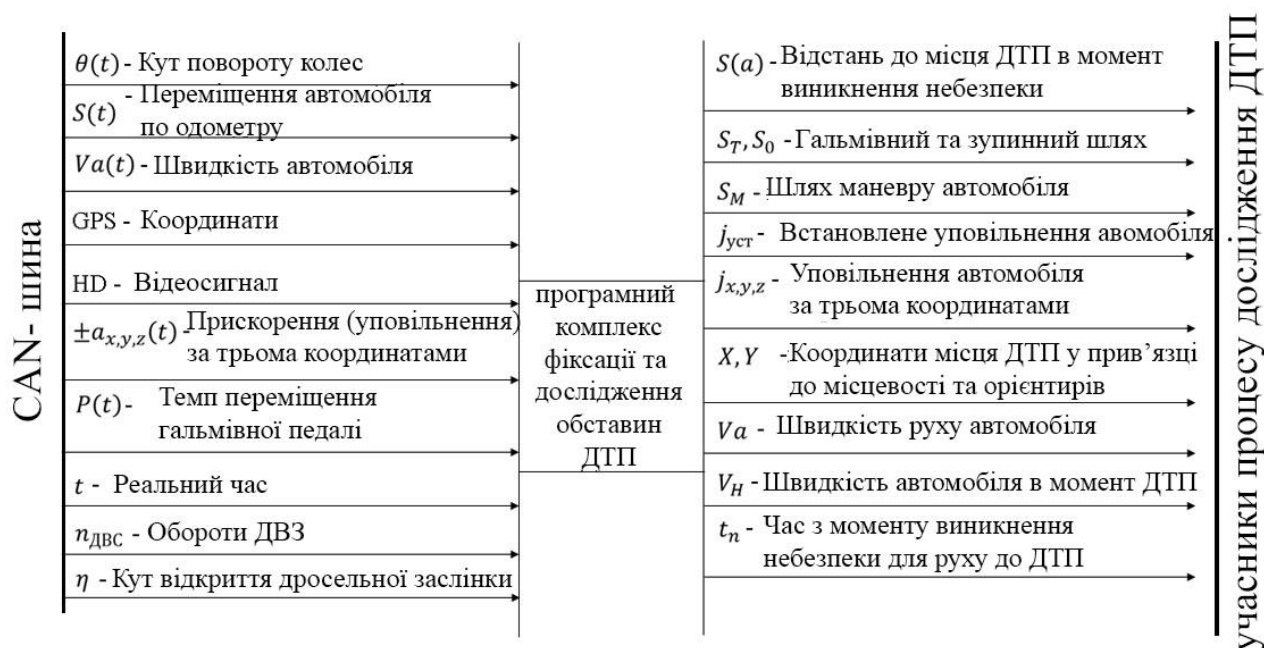 CAN- шина
θ(t) - Кут повороту колес
S(t) - Переміщення автомобіля
по одометру
Va(t) - Швидкість автомобіля
GPS - Координати
HD - Відеосигнал
±a_{x,y,z}(t) -Прискорення (уповільнення)
за трьома координатами
P(t)- Темп переміщення
гальмівної педалі
t - Реальний час
n_{ДВС} - Обороти ДВЗ
η - Кут відкриття дросельної заслінки
програмний
комплекс
фіксації та
дослідження
обставин
ДТП
S(a) -Відстань до місця ДТП в момент
виникнення небезпеки
S_T, S_0 - Гальмівний та зупинний шлях
S_M - Шлях маневру автомобіля
j_{уст} - Встановлене уповільнення авомобіля
j_{x,y,z} - Уповільнення автомобіля
за трьома координатами
X, Y -Координати місця ДТП у прив’язці
до місцевості та орієнтирів
Va - Швидкість руху автомобіля
V_H - Швидкість автомобіля в момент ДТП
t_n - Час з моменту виникнення
небезпеки для руху до ДТП
учасники процесу дослідження ДТП